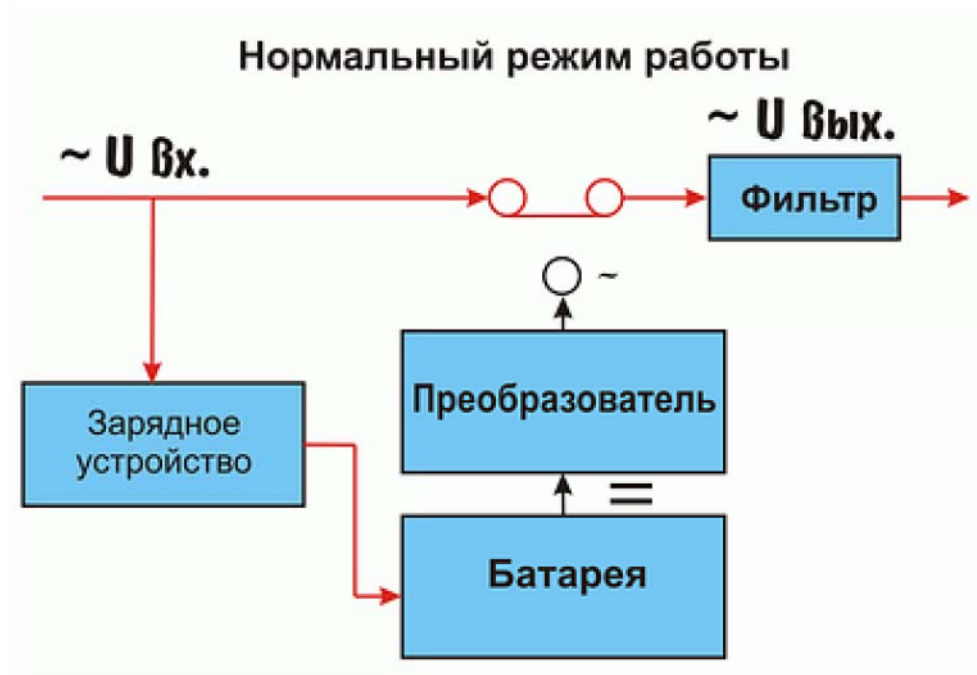 Нормальный режим работы
~ U вх.
~ U вых.
Фильтр
~
Преобразователь
Зарядное
устройство
=
Батарея